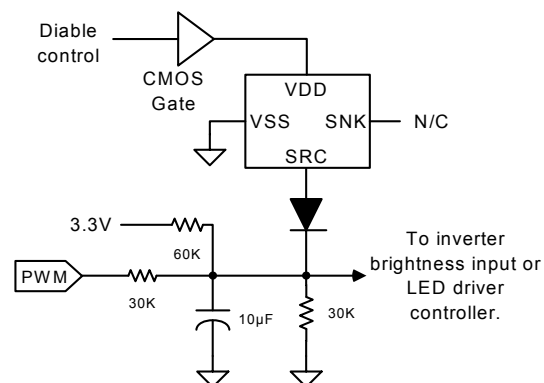 Diable
control
CMOS
Gate
VDD
VSS
SNK
N/C
SRC
3.3V
60K
PWM
30K
10µF
30K
To inverter
brightness input or
LED driver
controller.